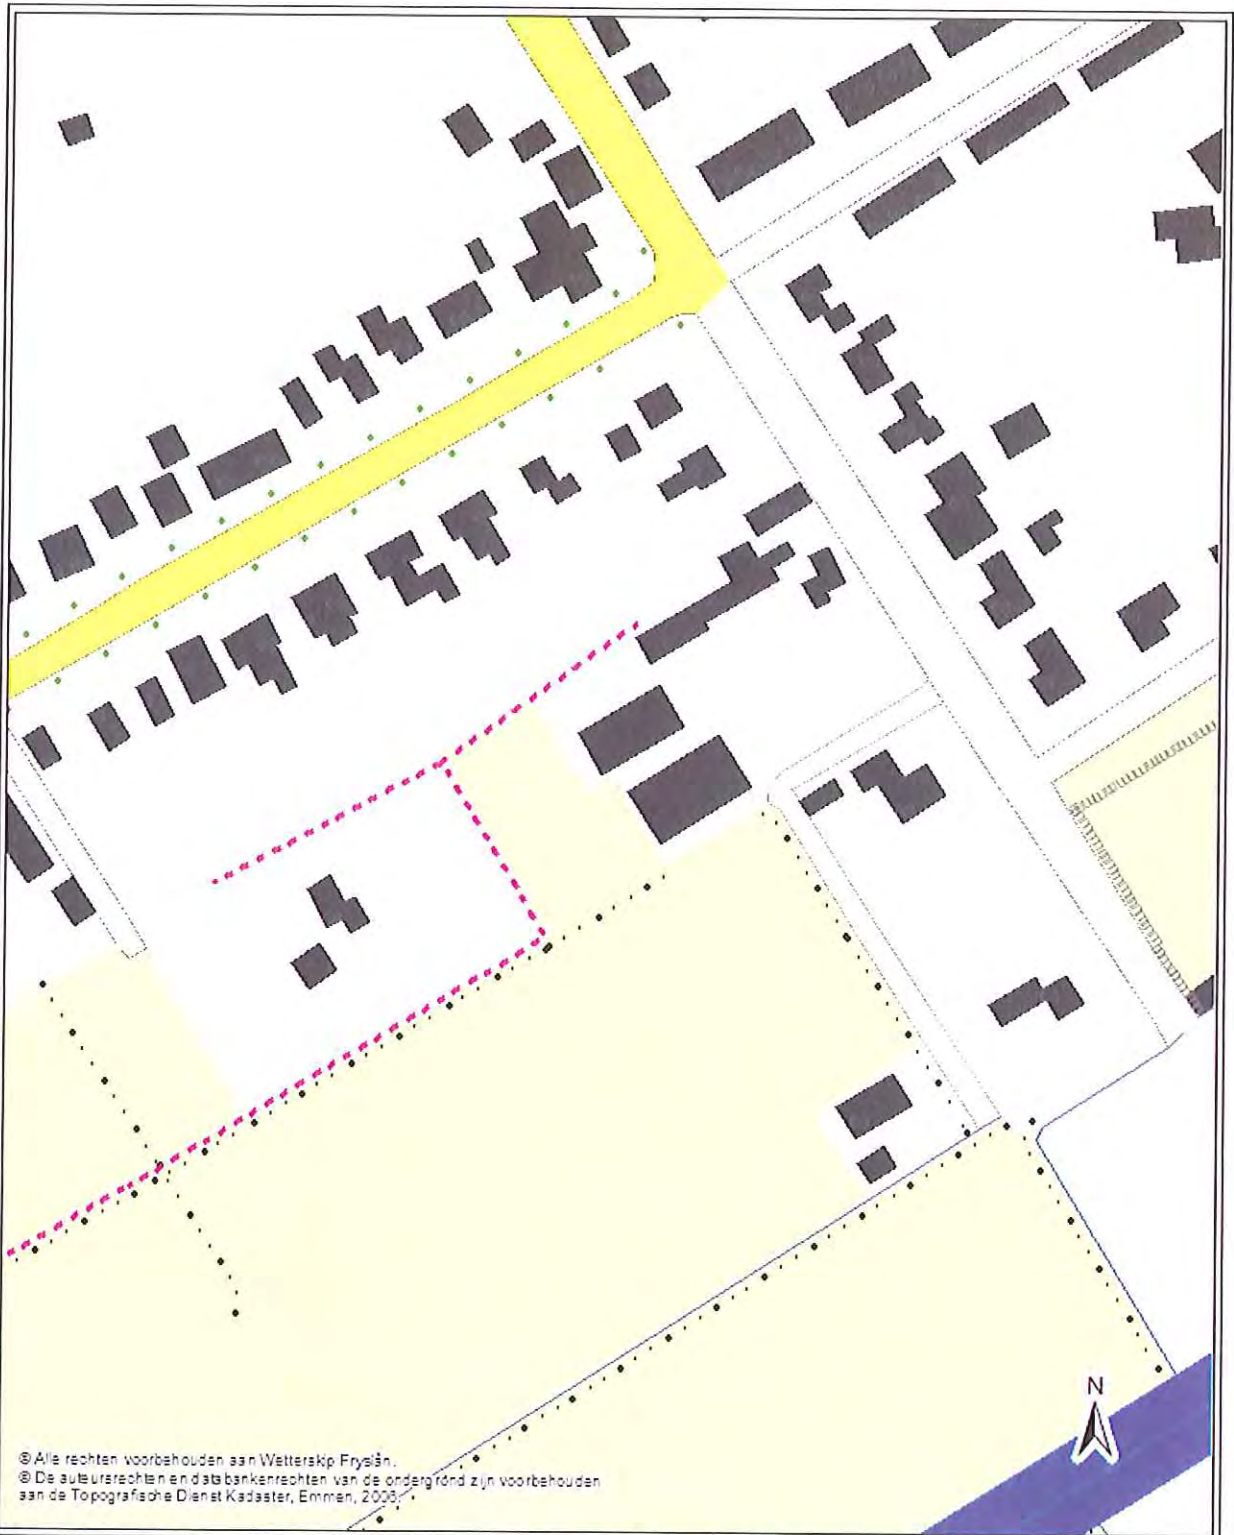 N
© Alle rechten voorbehouden aan Wetterskip Fryslân.
© De auteursrechten en databankenrechten van de ondergrond zijn voorbehouden
aan de Topografische Dienst Kadaster, Emmen, 2006.